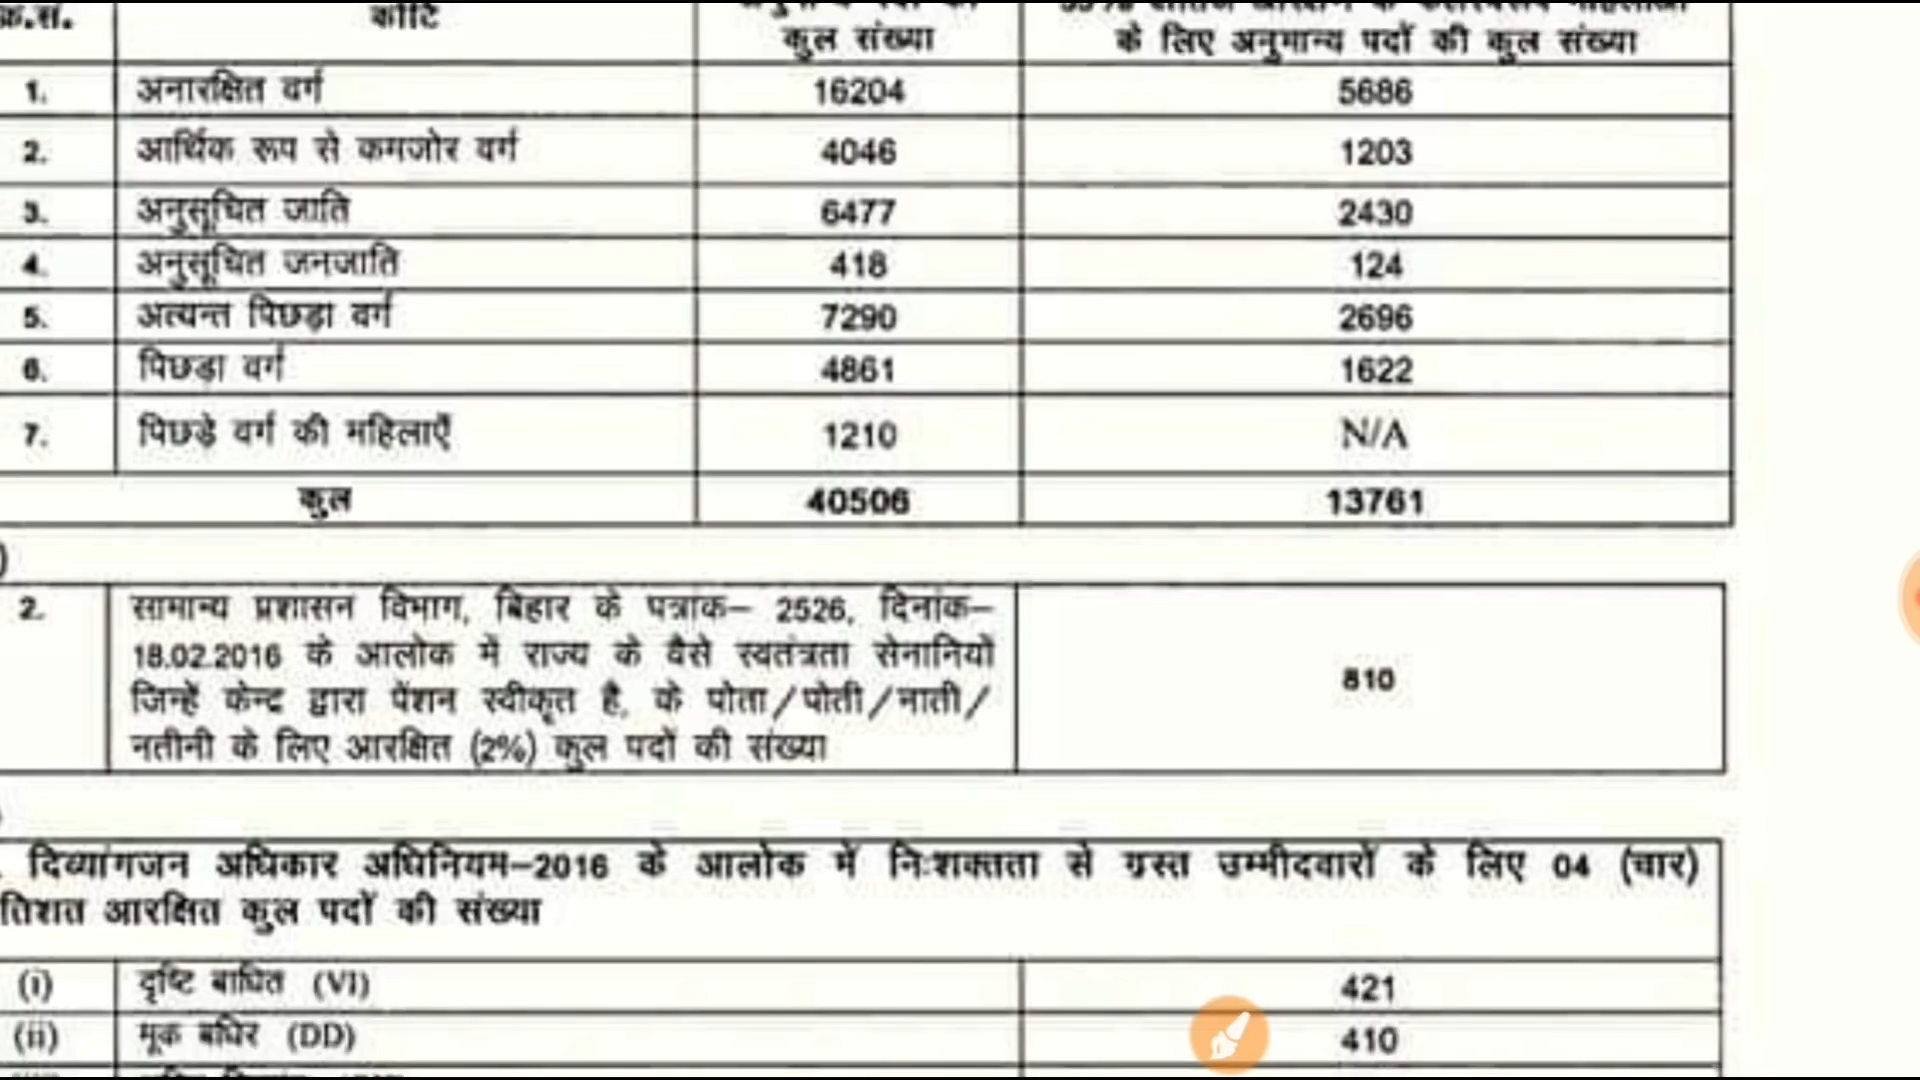 क्र.सं. कोटि
कुल संख्या
के लिए अनुमान्य पदों की कुल संख्या
1. अनारक्षित वर्ग 16204 5686
2. आर्थिक रूप से कमजोर वर्ग 4046 1203
3. अनुसूचित जाति 6477 2430
4. अनुसूचित जनजाति 418 124
5. अत्यन्त पिछड़ा वर्ग 7290 2696
6. पिछड़ा वर्ग 4861 1622
7. पिछड़े वर्ग की महिलाएँ 1210 N/A
कुल 40506 13761
)
2. सामान्य प्रशासन विभाग, बिहार के पत्रांक– 2526, दिनांक–
18.02.2016 के आलोक में राज्य के वैसे स्वतंत्रता सेनानियों
जिन्हें केन्द द्वारा पेंशन स्वीकृत है, के पोता/पोती/नाती/
नतीनी के लिए आरक्षित (2%) कुल पदों की संख्या
810
. दिव्यांगजन अधिकार अधिनियम–2016 के आलोक में निःशक्तता से ग्रस्त उम्मीदवारों के लिए 04 (चार)
तिशत आरक्षित कुल पदों की संख्या
(i) दृष्टि बाधित (VI) 421
(ii) मूक बधिर (DD) 410